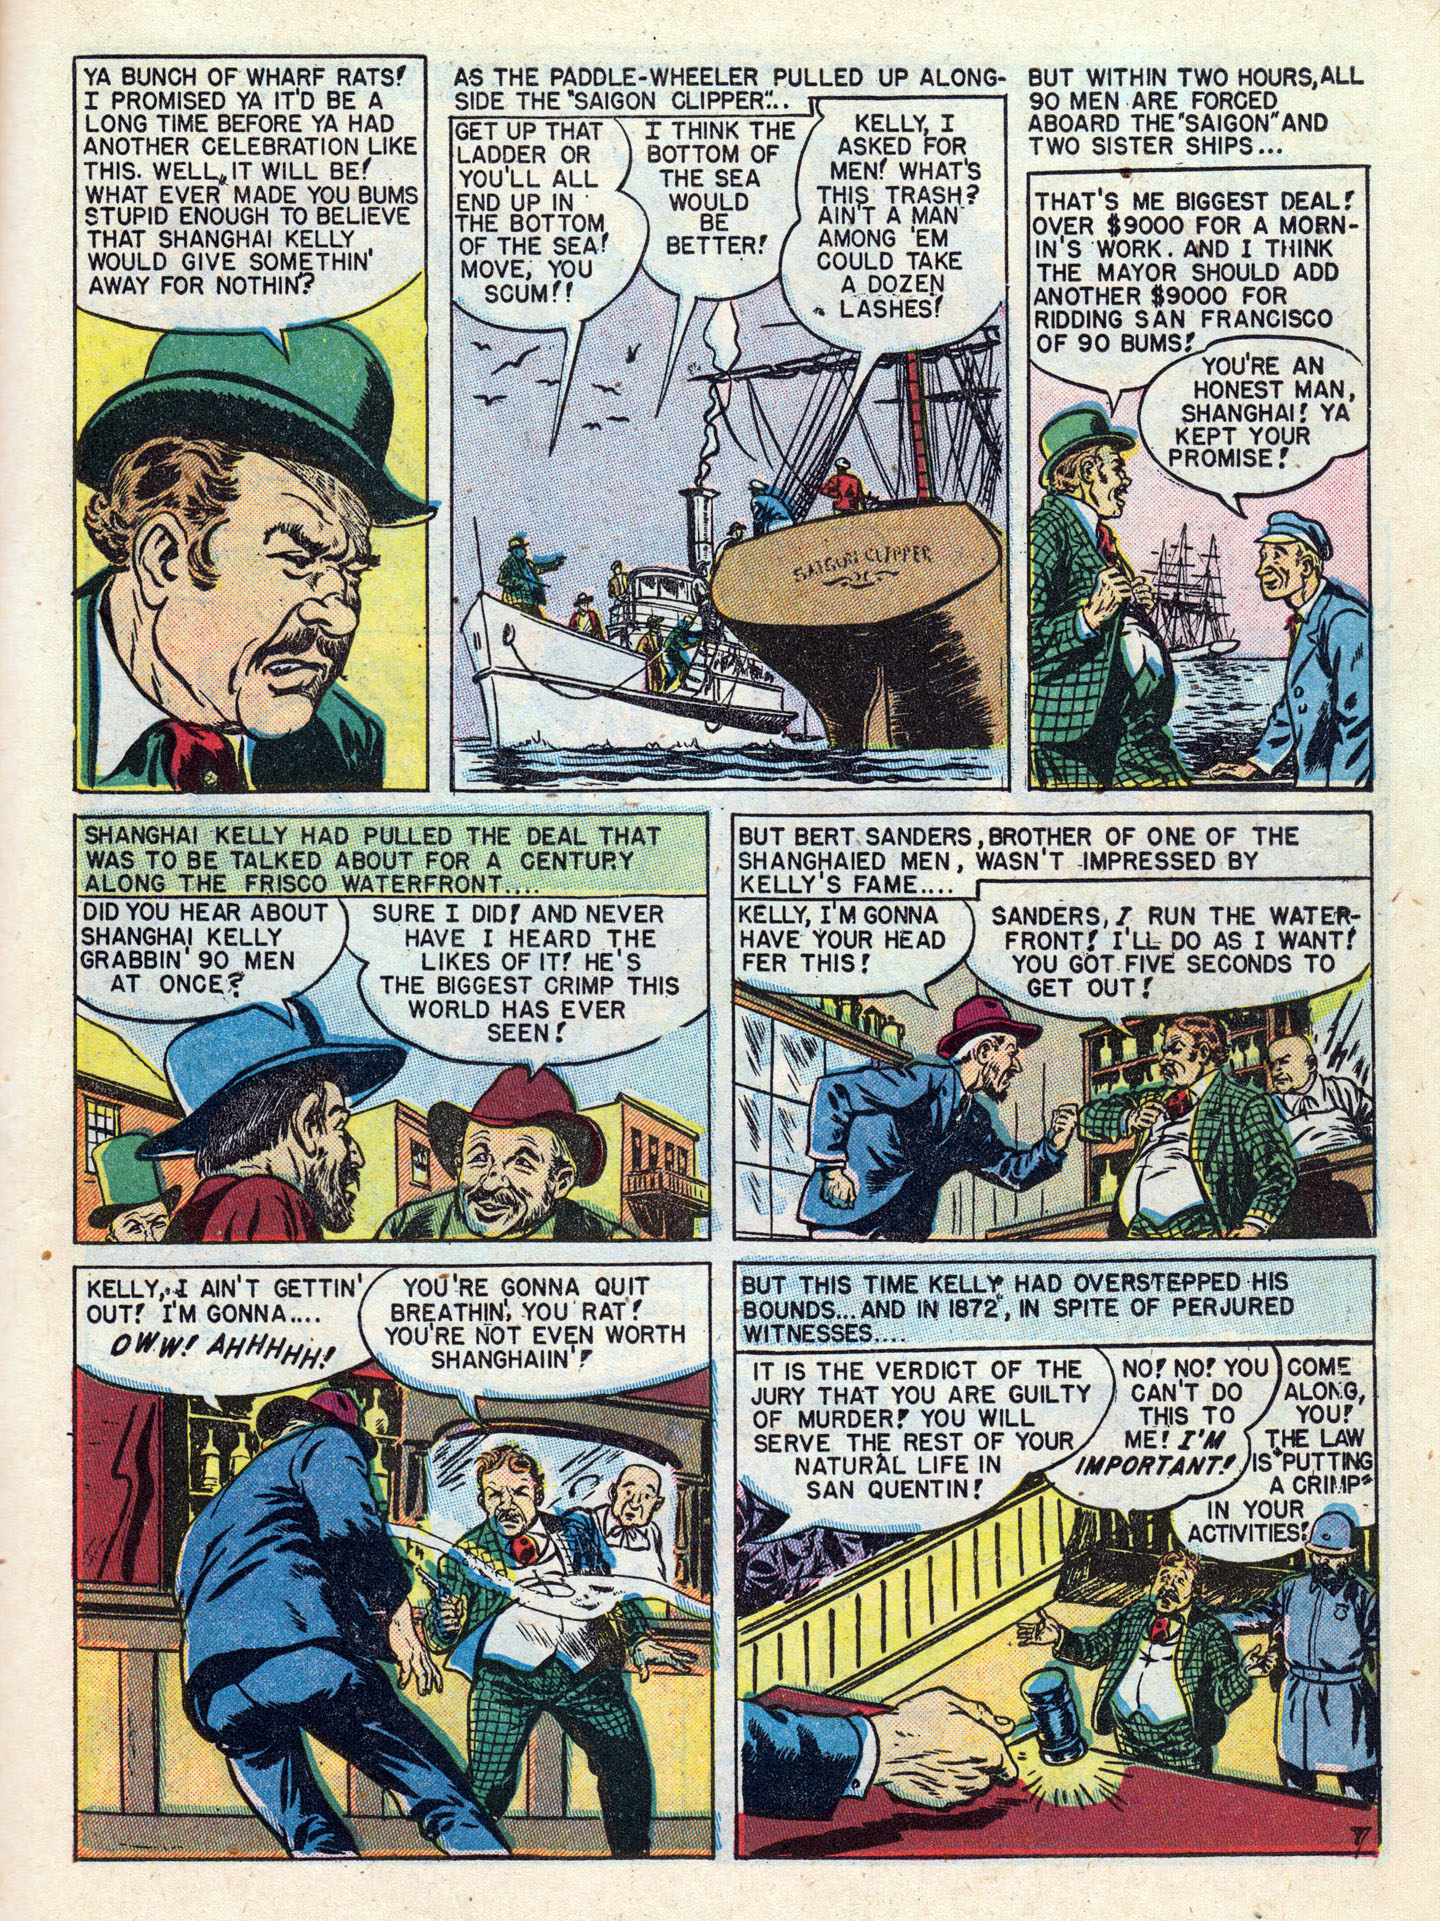 YA BUNCH OF WHARF RATS!
I PROMISED YA IT'D BE A
LONG TIME BEFORE YA HAD
ANOTHER CELEBRATION LIKE
THIS. WELL, IT WILL BE!
WHAT EVER MADE YOU BUMS
STUPID ENOUGH TO BELIEVE
THAT SHANGHAI KELLY
WOULD GIVE SOMETHIN'
AWAY FOR NOTHIN'?
AS THE PADDLE-WHEELER PULLED UP ALONG-
SIDE THE "SAIGON CLIPPER"...
GET UP THAT
LADDER OR
YOU'LL ALL
END UP IN
THE BOTTOM
OF THE SEA!
MOVE, YOU
SCUM!!
I THINK THE
BOTTOM OF
THE SEA
WOULD
BE
BETTER!
KELLY, I
ASKED FOR
MEN! WHAT'S
THIS TRASH?
AIN'T A MAN
AMONG 'EM
COULD TAKE
A DOZEN
LASHES!
SAIGON CLIPPER
BUT WITHIN TWO HOURS, ALL
90 MEN ARE FORCED
ABOARD THE "SAIGON" AND
TWO SISTER SHIPS...
THAT'S ME BIGGEST DEAL!
OVER $9000 FOR A MORN-
IN'S WORK. AND I THINK
THE MAYOR SHOULD ADD
ANOTHER $9000 FOR
RIDDING SAN FRANCISCO
OF 90 BUMS!
YOU'RE AN
HONEST MAN,
SHANGHAI! YA
KEPT YOUR
PROMISE!
SHANGHAI KELLY HAD PULLED THE DEAL THAT
WAS TO BE TALKED ABOUT FOR A CENTURY
ALONG THE FRISCO WATERFRONT....
DID YOU HEAR ABOUT
SHANGHAI KELLY
GRABBIN' 90 MEN
AT ONCE?
SURE I DID! AND NEVER
HAVE I HEARD THE
LIKES OF IT! HE'S
THE BIGGEST CRIMP THIS
WORLD HAS EVER
SEEN!
BUT BERT SANDERS, BROTHER OF ONE OF THE
SHANGHAIED MEN, WASN'T IMPRESSED BY
KELLY'S FAME....
KELLY, I'M GONNA
HAVE YOUR HEAD
FER THIS!
SANDERS, I RUN THE WATER-
FRONT! I'LL DO AS I WANT!
YOU GOT FIVE SECONDS TO
GET OUT!
KELLY, I AIN'T GETTIN'
OUT! I'M GONNA....
OWW! AHHHHH!
YOU'RE GONNA QUIT
BREATHIN', YOU RAT!
YOU'RE NOT EVEN WORTH
SHANGHAIIN'!
BUT THIS TIME KELLY HAD OVERSTEPPED HIS
BOUNDS...AND IN 1872, IN SPITE OF PERJURED
WITNESSES....
IT IS THE VERDICT OF THE
JURY THAT YOU ARE GUILTY
OF MURDER! YOU WILL
SERVE THE REST OF YOUR
NATURAL LIFE IN
SAN QUENTIN!
NO! NO! YOU
CAN'T DO
THIS TO
ME! I'M
IMPORTANT!
COME
ALONG,
YOU!
THE LAW
IS "PUTTING
A CRIMP"
IN YOUR
ACTIVITIES!
7